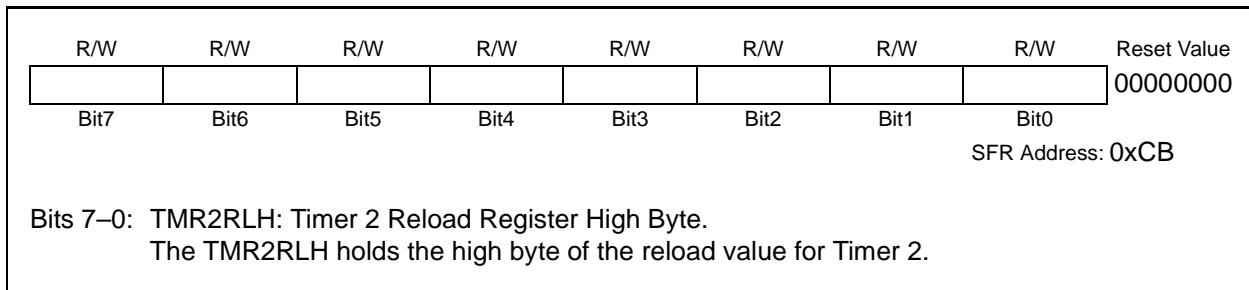 R/W R/W R/W R/W R/W R/W R/W R/W Reset Value
00000000
Bit7 Bit6 Bit5 Bit4 Bit3 Bit2 Bit1 Bit0
SFR Address: 0xCB
Bits 7–0: TMR2RLH: Timer 2 Reload Register High Byte.
The TMR2RLH holds the high byte of the reload value for Timer 2.